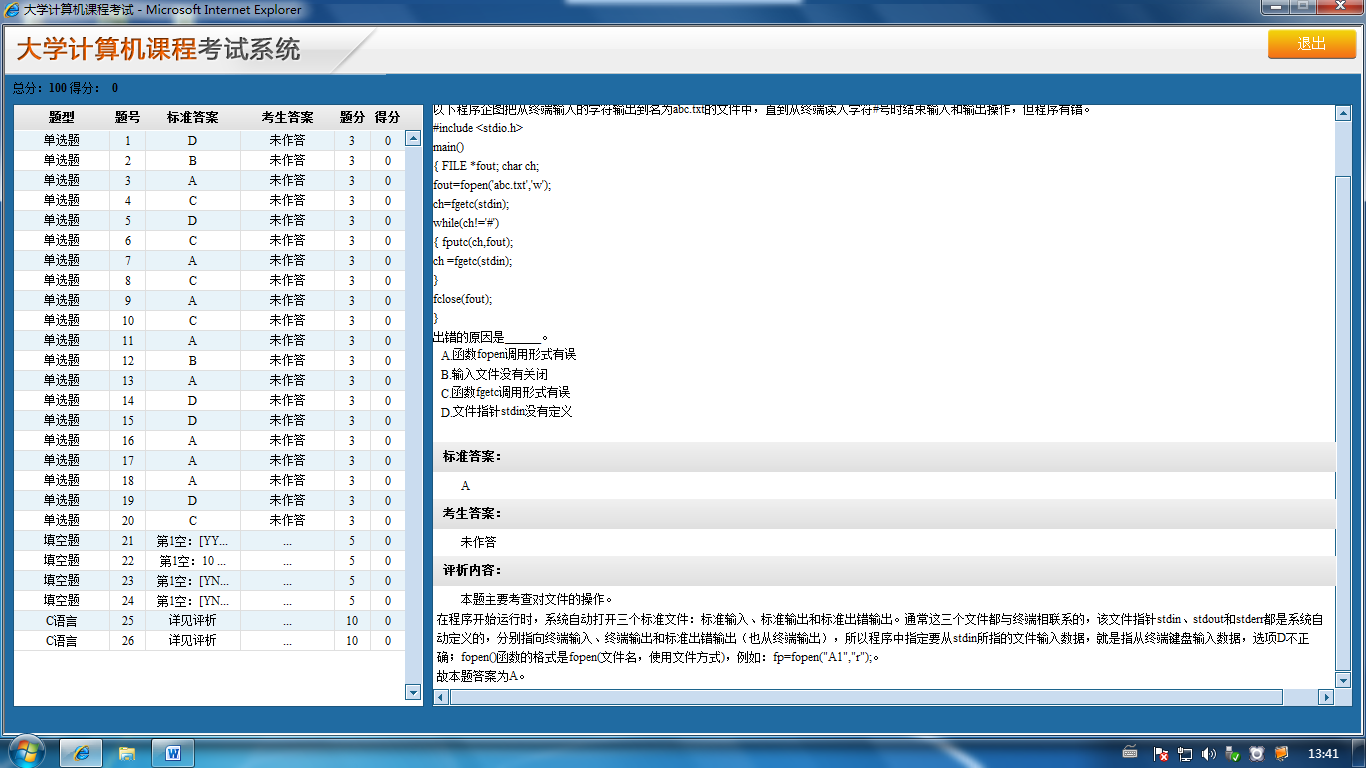 大学计算机课程考试 - Microsoft Internet Explorer
大学计算机课程考试系统
退出
总分：100 得分： 0
题型 题号 标准答案 考生答案 题分 得分
单选题 1 D 未作答 3 0
单选题 2 B 未作答 3 0
单选题 3 A 未作答 3 0
单选题 4 C 未作答 3 0
单选题 5 D 未作答 3 0
单选题 6 C 未作答 3 0
单选题 7 A 未作答 3 0
单选题 8 C 未作答 3 0
单选题 9 A 未作答 3 0
单选题 10 C 未作答 3 0
单选题 11 A 未作答 3 0
单选题 12 B 未作答 3 0
单选题 13 A 未作答 3 0
单选题 14 D 未作答 3 0
单选题 15 D 未作答 3 0
单选题 16 A 未作答 3 0
单选题 17 A 未作答 3 0
单选题 18 A 未作答 3 0
单选题 19 D 未作答 3 0
单选题 20 C 未作答 3 0
填空题 21 第1空：[YY... ... 5 0
填空题 22 第1空：10 ... ... 5 0
填空题 23 第1空：[YN... ... 5 0
填空题 24 第1空：[YN... ... 5 0
C语言 25 详见评析 ... 10 0
C语言 26 详见评析 ... 10 0
以下程序企图把从终端输入的字符输出到名为abc.txt的文件中，直到从终端读入字符#号时结束输入和输出操作，但程序有错。
#include <stdio.h>
main()
{ FILE *fout; char ch;
fout=fopen('abc.txt','w');
ch=fgetc(stdin);
while(ch!='#')
{ fputc(ch,fout);
ch =fgetc(stdin);
}
fclose(fout);
}
出错的原因是______。
A.函数fopen调用形式有误
B.输入文件没有关闭
C.函数fgetc调用形式有误
D.文件指针stdin没有定义
标准答案：
A
考生答案：
未作答
评析内容：
本题主要考查对文件的操作。
在程序开始运行时，系统自动打开三个标准文件：标准输入、标准输出和标准出错输出。通常这三个文件都与终端相联系的，该文件指针stdin、stdout和stderr都是系统自
动定义的，分别指向终端输入、终端输出和标准出错输出（也从终端输出），所以程序中指定要从stdin所指的文件输入数据，就是指从终端键盘输入数据，选项D不正
确；fopen()函数的格式是fopen(文件名，使用文件方式)，例如：fp=fopen("A1","r");。
故本题答案为A。
13:41